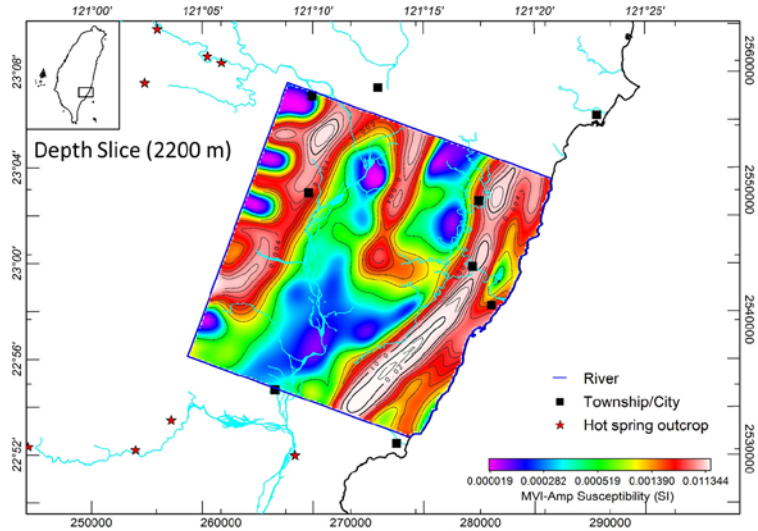 121°00' 121°05' 121°10' 121°15' 121°20' 121°25'
23°08'
23°04'
23°00'
22°56'
22°52'
2560000
2550000
2540000
2530000
Depth Slice (2200 m)
River
Township/City
Hot spring outcrop
0.000019 0.000282 0.000519 0.001390 0.011344
MVI-Amp Susceptibility (SI)
250000 260000 270000 280000 290000